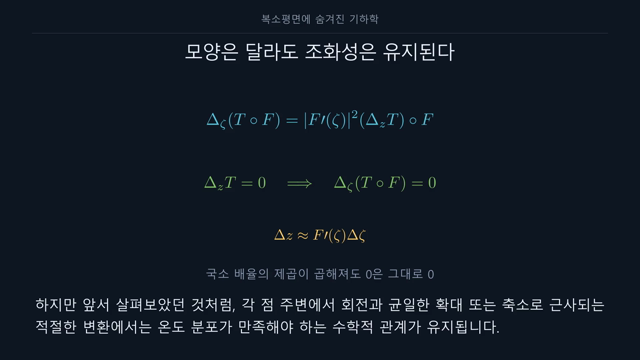 복소평면에 숨겨진 기하학
모양은 달라도 조화성은 유지된다
Δ_ζ(T ∘ F) = |F′(ζ)|²(Δ_z T) ∘ F
Δ_z T = 0 ⟹ Δ_ζ(T ∘ F) = 0
Δz ≈ F′(ζ)Δζ
국소 배율의 제곱이 곱해져도 0은 그대로 0
하지만 앞서 살펴보았던 것처럼, 각 점 주변에서 회전과 균일한 확대 또는 축소로 근사되는
적절한 변환에서는 온도 분포가 만족해야 하는 수학적 관계가 유지됩니다.